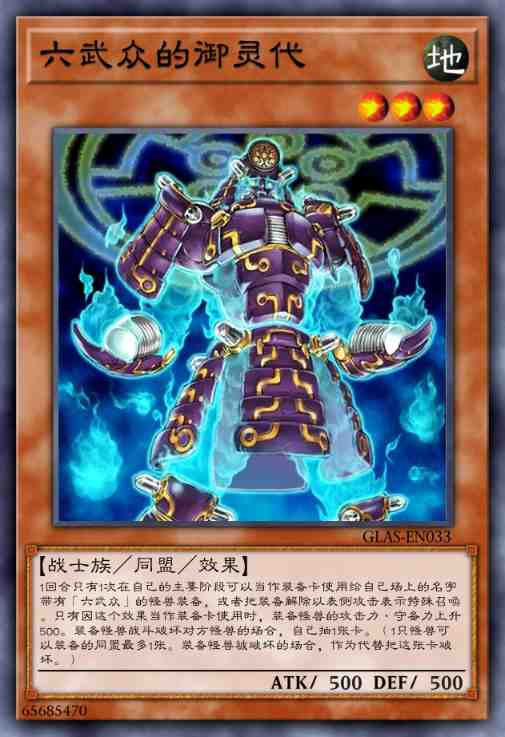 六武众的御灵代
地
GLAS-EN033
【战士族／同盟／效果】
1回合只有1次在自己的主要阶段可以当作装备卡使用给自己场上的名字
带有「六武众」的怪兽装备，或者把装备解除以表侧攻击表示特殊召唤
。只有因这个效果当作装备卡使用时，装备怪兽的攻击力·守备力上升
500。装备怪兽战斗破坏对方怪兽的场合，自己抽1张卡。（1只怪兽可
以装备的同盟最多1张。装备怪兽被破坏的场合，作为代替把这张卡破
坏。）
ATK/ 500 DEF/ 500
65685470